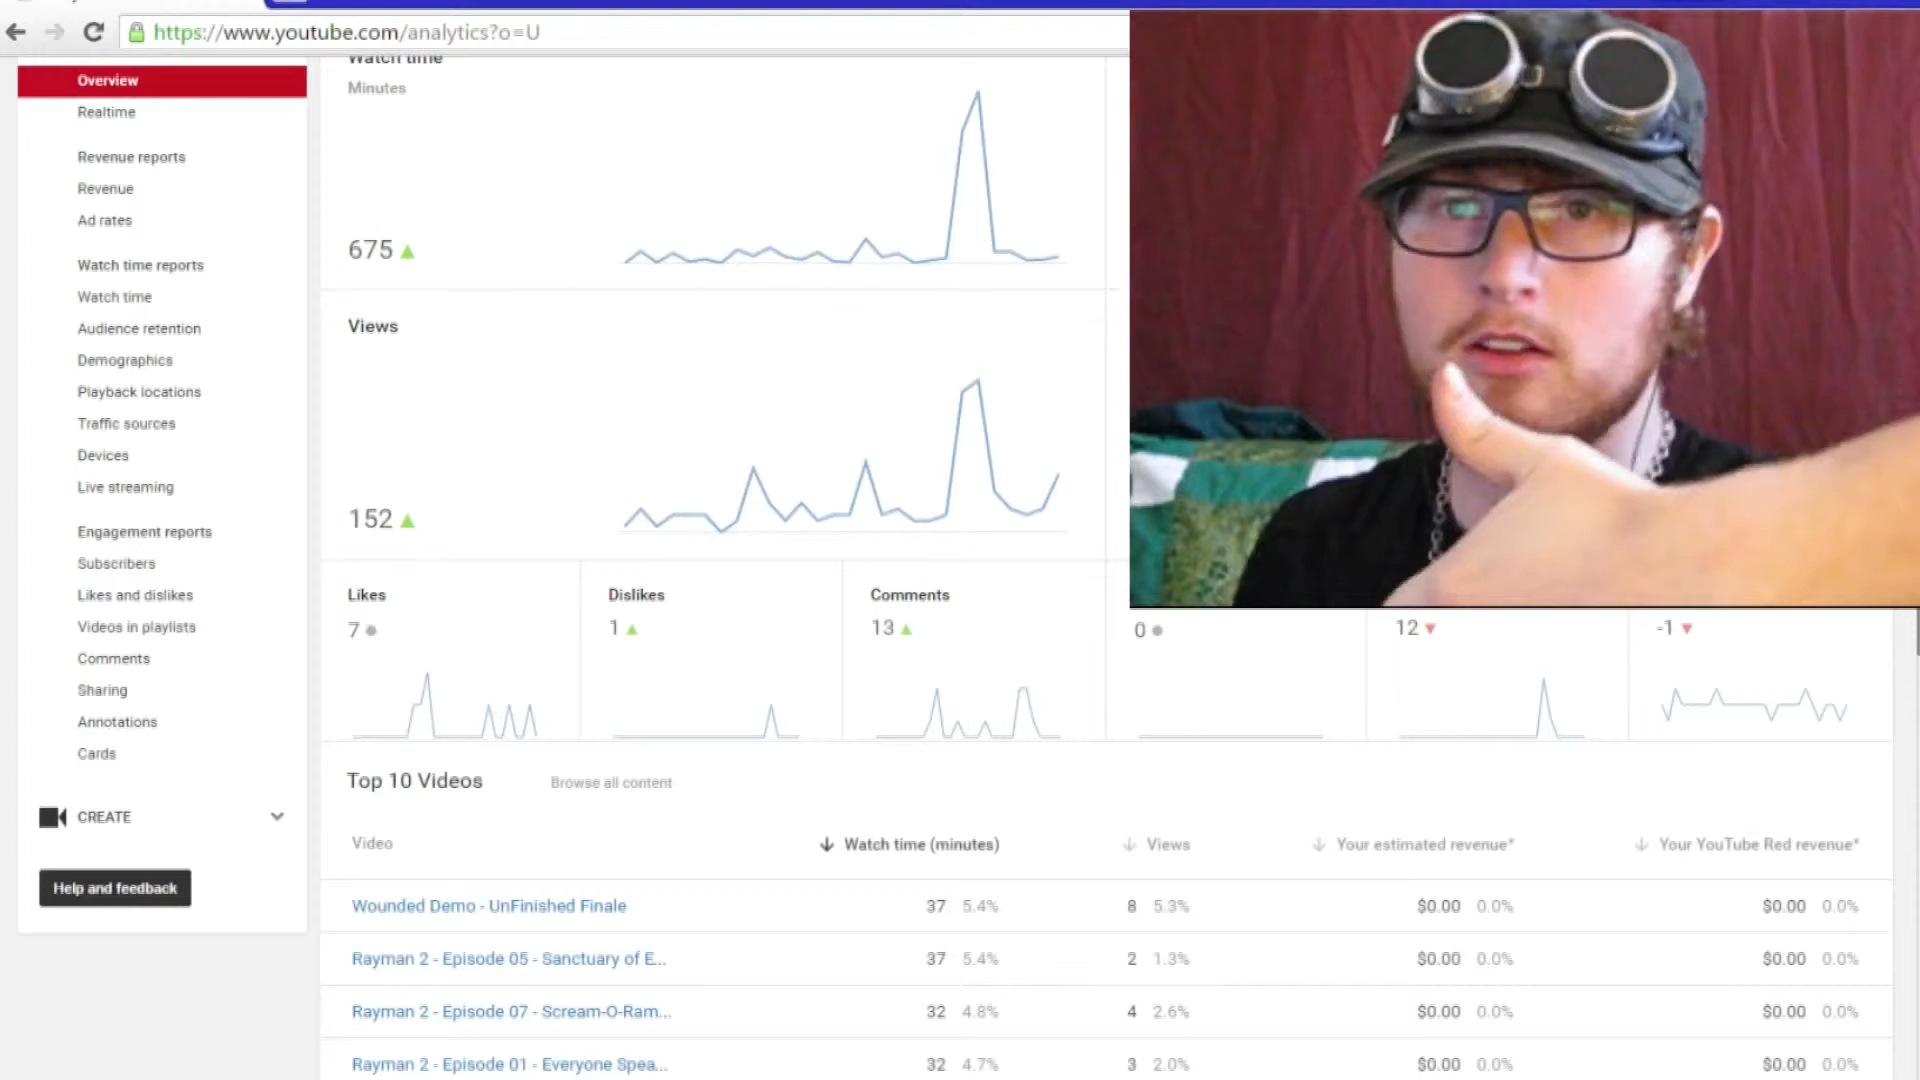 https://www.youtube.com/analytics?o=U
Overview
Realtime
Revenue reports
Revenue
Ad rates
Watch time reports
Watch time
Audience retention
Demographics
Playback locations
Traffic sources
Devices
Live streaming
Engagement reports
Subscribers
Likes and dislikes
Videos in playlists
Comments
Sharing
Annotations
Cards
CREATE
Help and feedback
Watch time
Minutes
675
Views
152
Likes
7
Dislikes
1
Comments
13
0
12
-1
Top 10 Videos Browse all content
Video Watch time (minutes) Views Your estimated revenue* Your YouTube Red revenue*
Wounded Demo - UnFinished Finale 37 5.4% 8 5.3% $0.00 0.0% $0.00 0.0%
Rayman 2 - Episode 05 - Sanctuary of E... 37 5.4% 2 1.3% $0.00 0.0% $0.00 0.0%
Rayman 2 - Episode 07 - Scream-O-Ram... 32 4.8% 4 2.6% $0.00 0.0% $0.00 0.0%
Rayman 2 - Episode 01 - Everyone Spea... 32 4.7% 3 2.0% $0.00 0.0% $0.00 0.0%